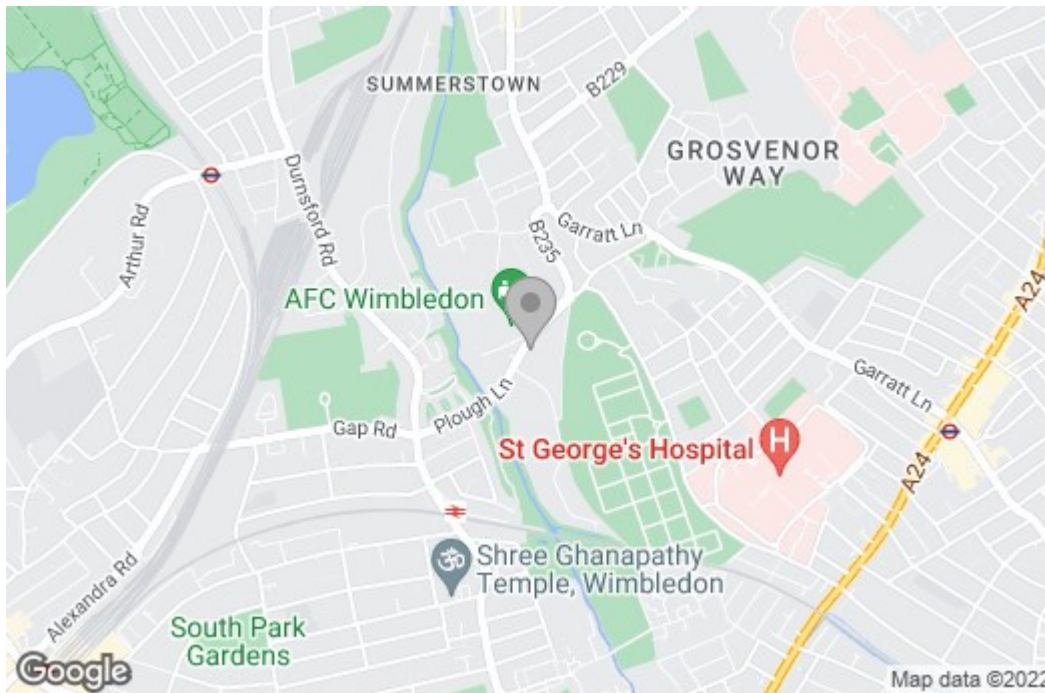 SUMMERSTOWN
B229
GROSVENOR
WAY
Durnsford Rd
Arthur Rd
Garratt Ln
B235
A24
AFC Wimbledon
Plough Ln
Gap Rd
Garratt Ln
St George's Hospital
H
A24
Shree Ghanapathy
Temple, Wimbledon
Alexandra Rd
South Park
Gardens
Google
Map data ©2022